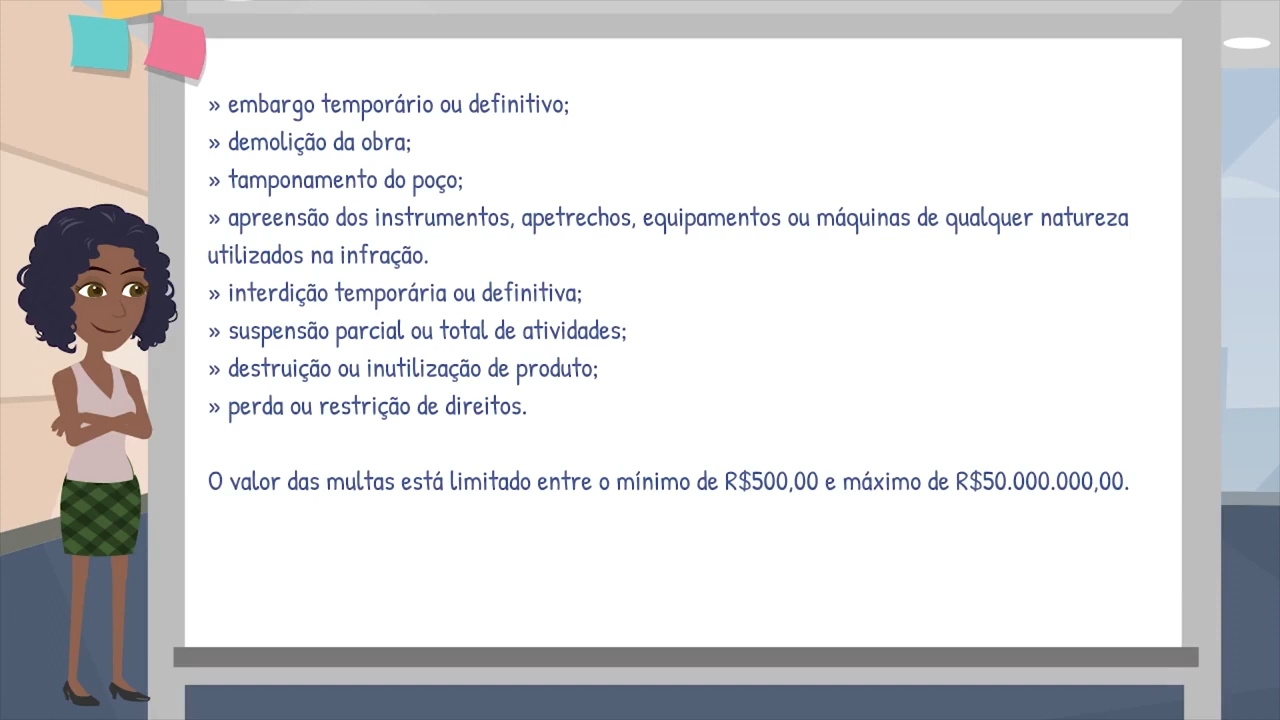 » embargo temporário ou definitivo;
» demolição da obra;
» tamponamento do poço;
» apreensão dos instrumentos, apetrechos, equipamentos ou máquinas de qualquer natureza
utilizados na infração.
» interdição temporária ou definitiva;
» suspensão parcial ou total de atividades;
» destruição ou inutilização de produto;
» perda ou restrição de direitos.
O valor das multas está limitado entre o mínimo de R$500,00 e máximo de R$50.000.000,00.